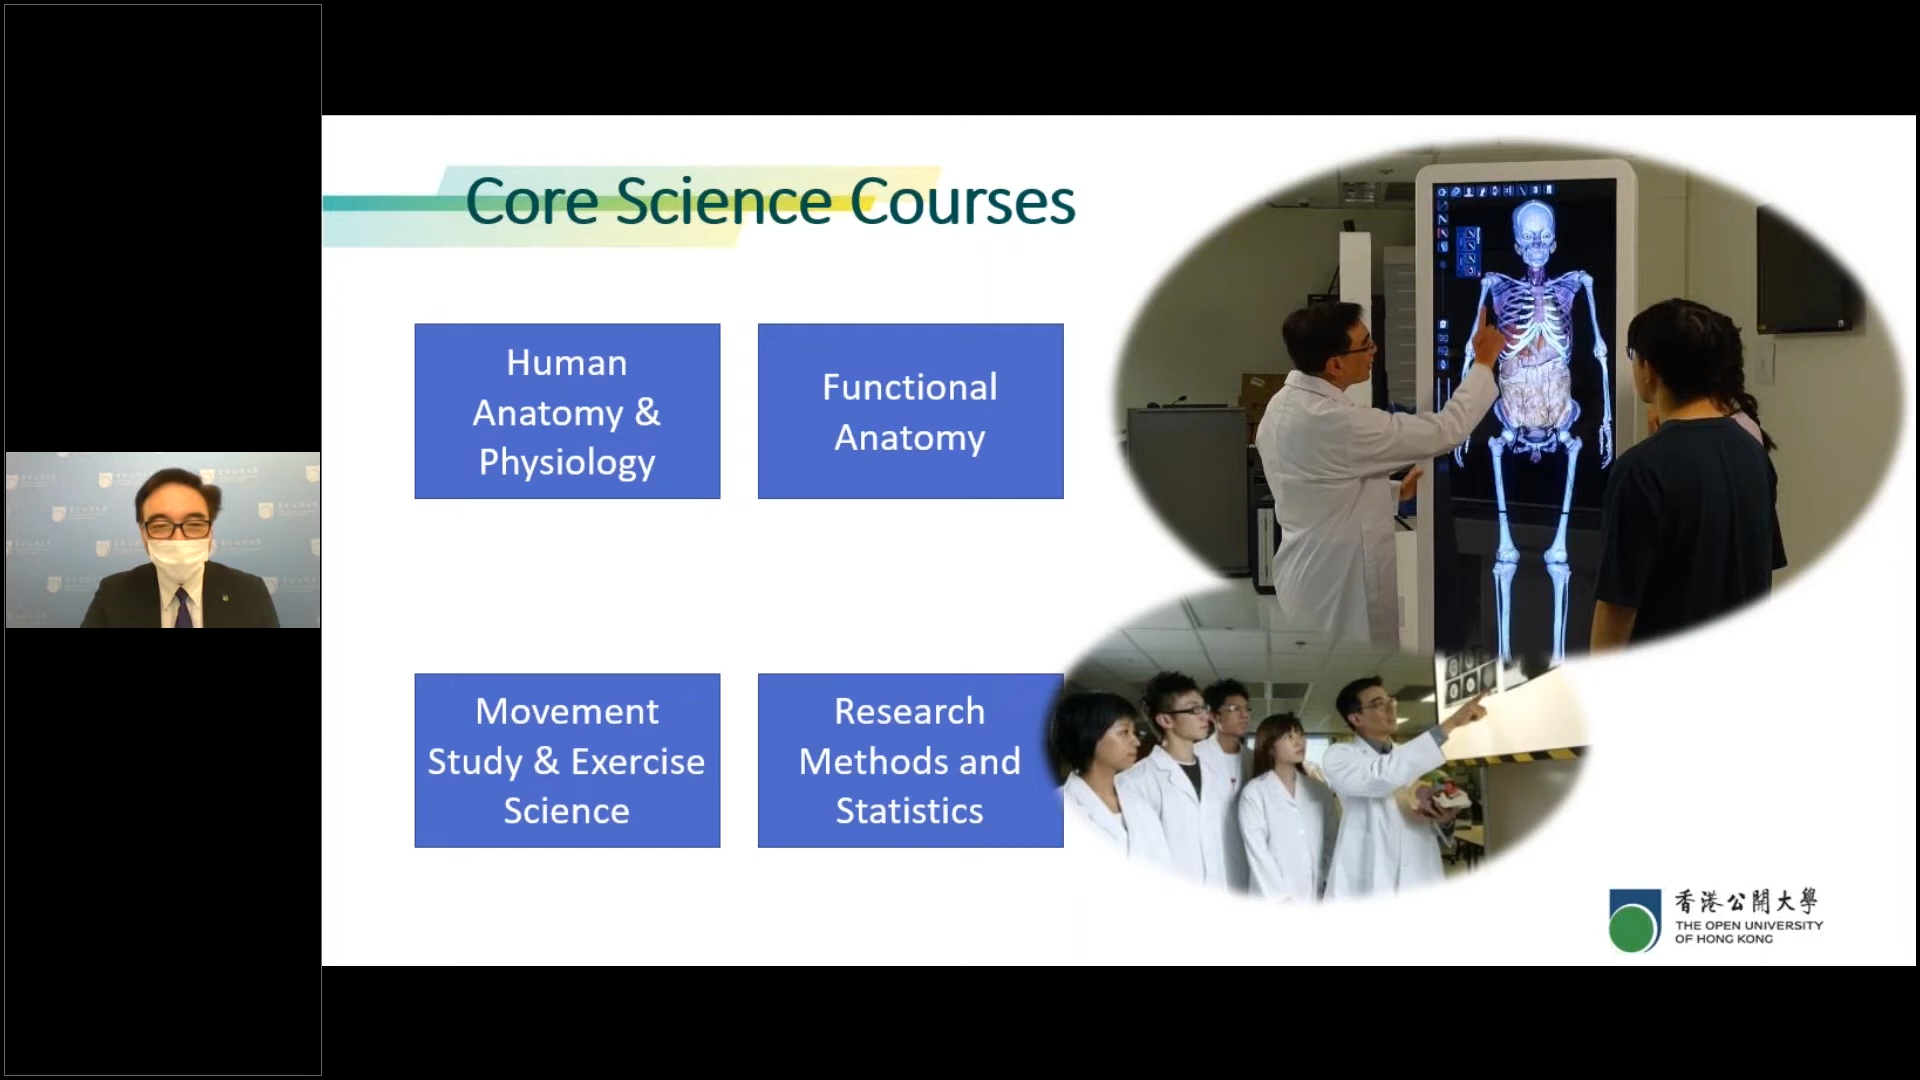 Core Science Courses
Human
Anatomy &
Physiology
Functional
Anatomy
Movement
Study & Exercise
Science
Research
Methods and
Statistics
香港公開大學
THE OPEN UNIVERSITY
OF HONG KONG